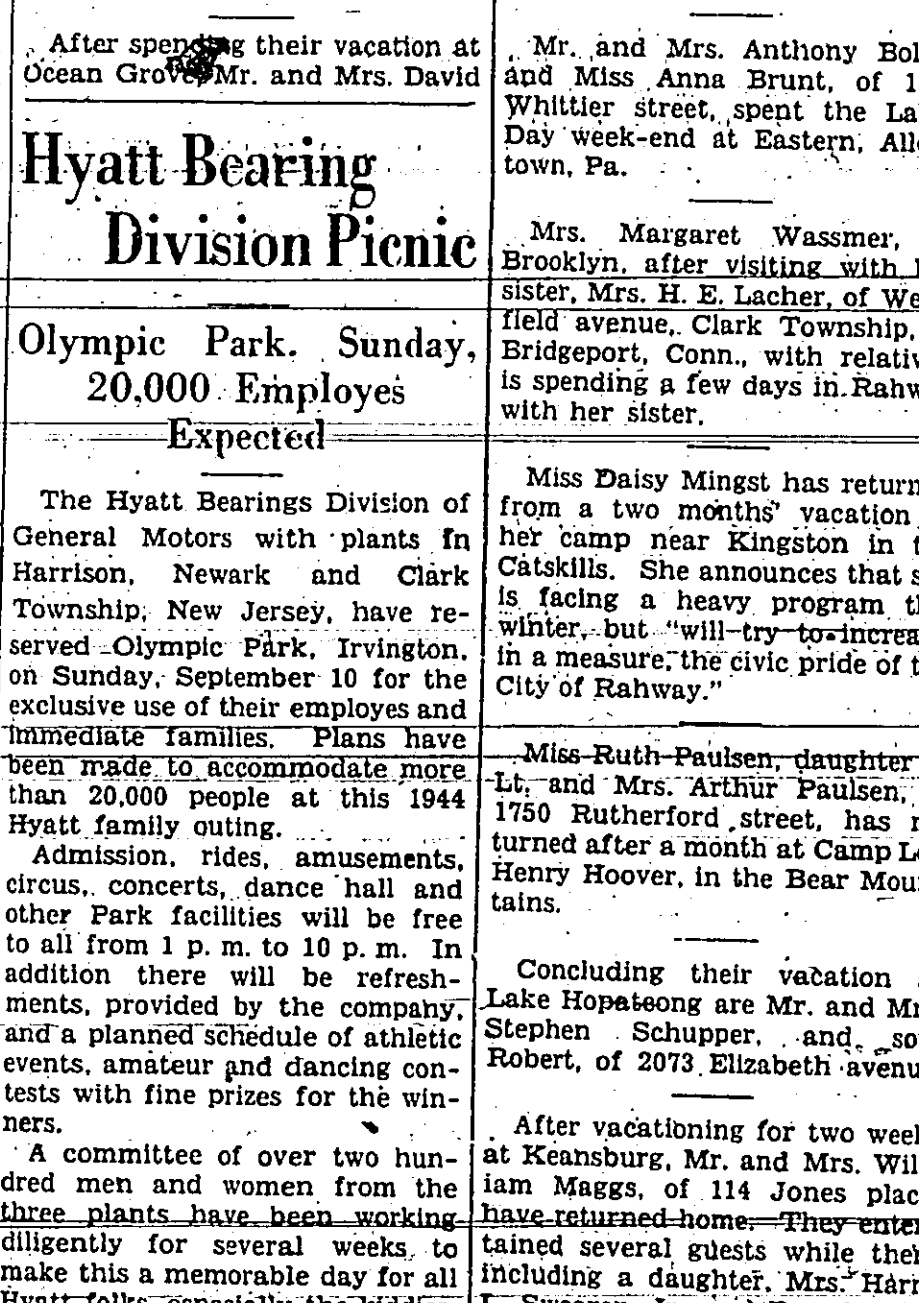 After spending their vacation at
Ocean Grove, Mr. and Mrs. David
Hyatt Bearing
Division Picnic
Olympic Park, Sunday,
20,000 Employes
Expected
The Hyatt Bearings Division of
General Motors with plants in
Harrison, Newark and Clark
Township, New Jersey, have re-
served Olympic Park, Irvington,
on Sunday, September 10 for the
exclusive use of their employes and
immediate families. Plans have
been made to accommodate more
than 20,000 people at this 1944
Hyatt family outing.
Admission, rides, amusements,
circus, concerts, dance hall and
other Park facilities will be free
to all from 1 p. m. to 10 p. m. In
addition there will be refresh-
ments, provided by the company,
and a planned schedule of athletic
events, amateur and dancing con-
tests with fine prizes for the win-
ners.
A committee of over two hun-
dred men and women from the
three plants have been working
diligently for several weeks to
make this a memorable day for all
Hyatt folks, especially the
Mr. and Mrs. Anthony Bol
and Miss Anna Brunt, of 1
Whittier street, spent the La
Day week-end at Eastern, All
town, Pa.
Mrs. Margaret Wassmer,
Brooklyn, after visiting with
sister, Mrs. H. E. Lacher, of We
field avenue, Clark Township,
Bridgeport, Conn., with relativ
is spending a few days in Rahw
with her sister.
Miss Daisy Mingst has return
from a two months' vacation
her camp near Kingston in t
Catskills. She announces that s
is facing a heavy program th
winter, but "will try to increa
in a measure, the civic pride of t
City of Rahway."
Miss Ruth Paulsen, daughter
Lt. and Mrs. Arthur Paulsen,
1750 Rutherford street, has r
turned after a month at Camp L
Henry Hoover, in the Bear Mou
tains.
Concluding their vacation
Lake Hopatcong are Mr. and Mr
Stephen Schupper, and so
Robert, of 2073 Elizabeth avenu
After vacationing for two week
at Keansburg, Mr. and Mrs. Wil-
iam Maggs, of 114 Jones plac
have returned home. They enter
tained several guests while the
including a daughter, Mrs. Harr